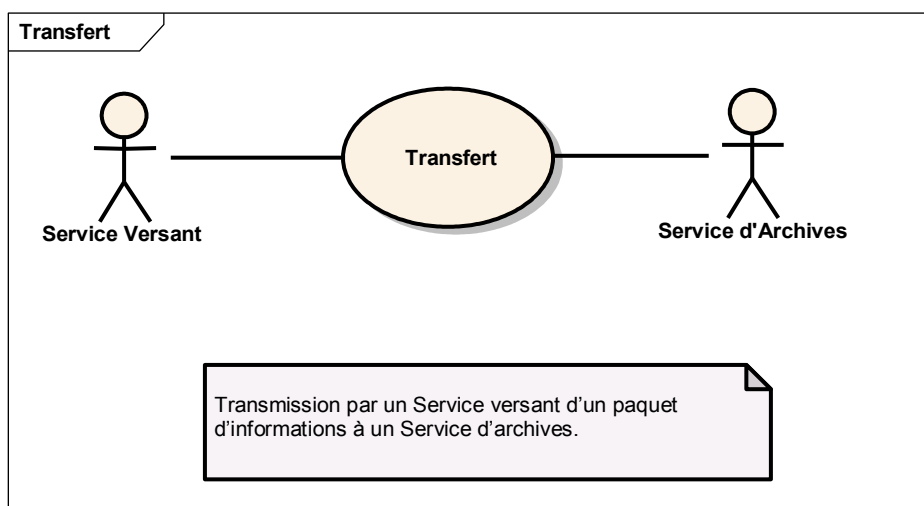 Transfert
Transfert
Service Versant
Service d'Archives
Transmission par un Service versant d’un paquet
d’informations à un Service d’archives.